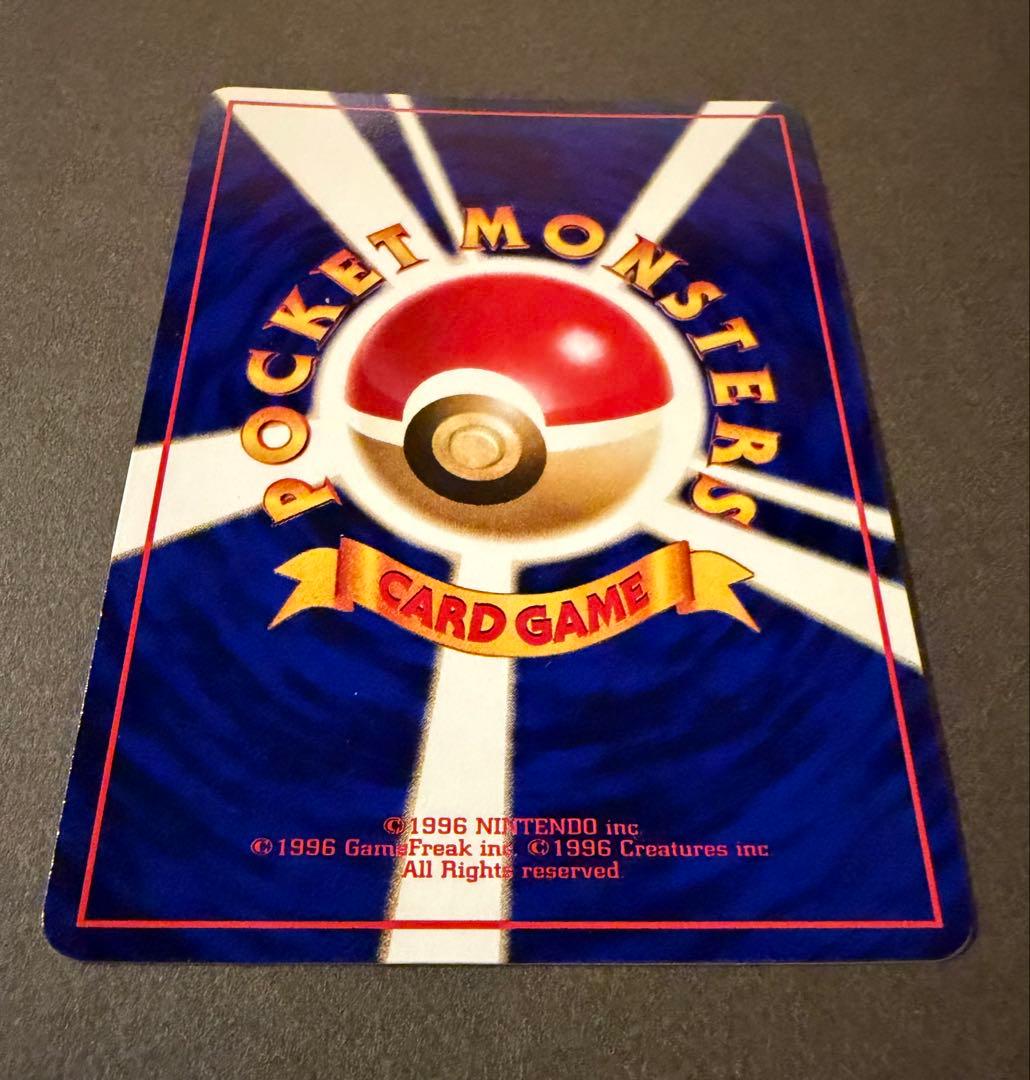 POCKET MONSTERS
CARD GAME
©1996 NINTENDO inc.
©1996 GameFreak inc. ©1996 Creatures inc.
All Rights reserved.